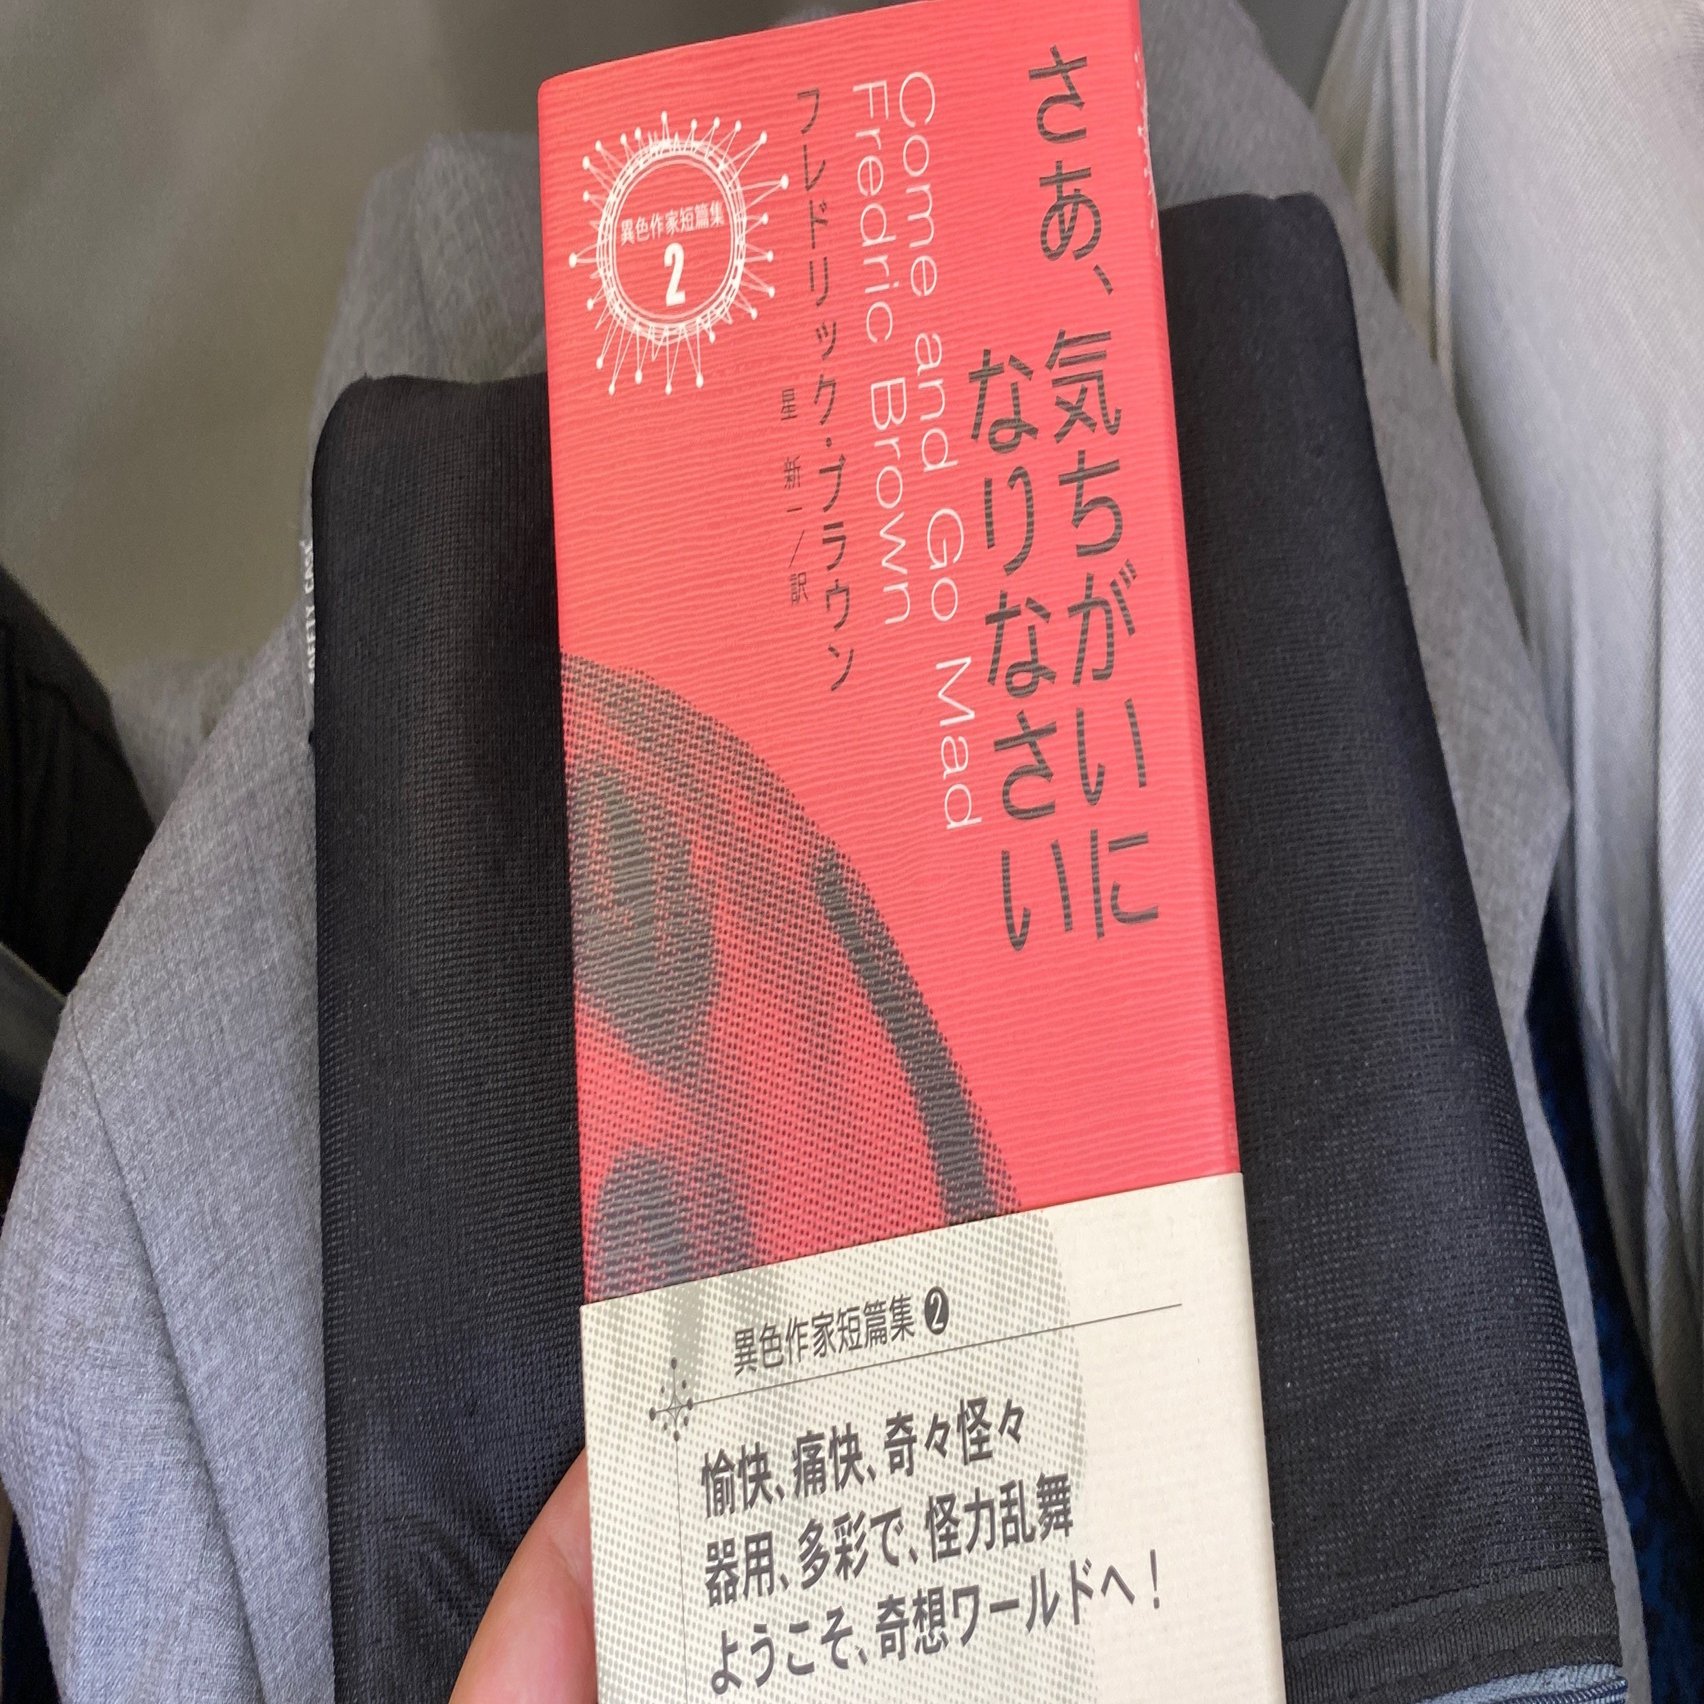 さあ、気ちがいに
なりなさい
Come and Go Mad
Fredric Brown
フレドリック・ブラウン
星 新一/訳
異色作家短篇集
2
異色作家短篇集 2
愉快、痛快、奇々怪々
器用、多彩で、怪力乱舞
ようこそ、奇想ワールドへ!